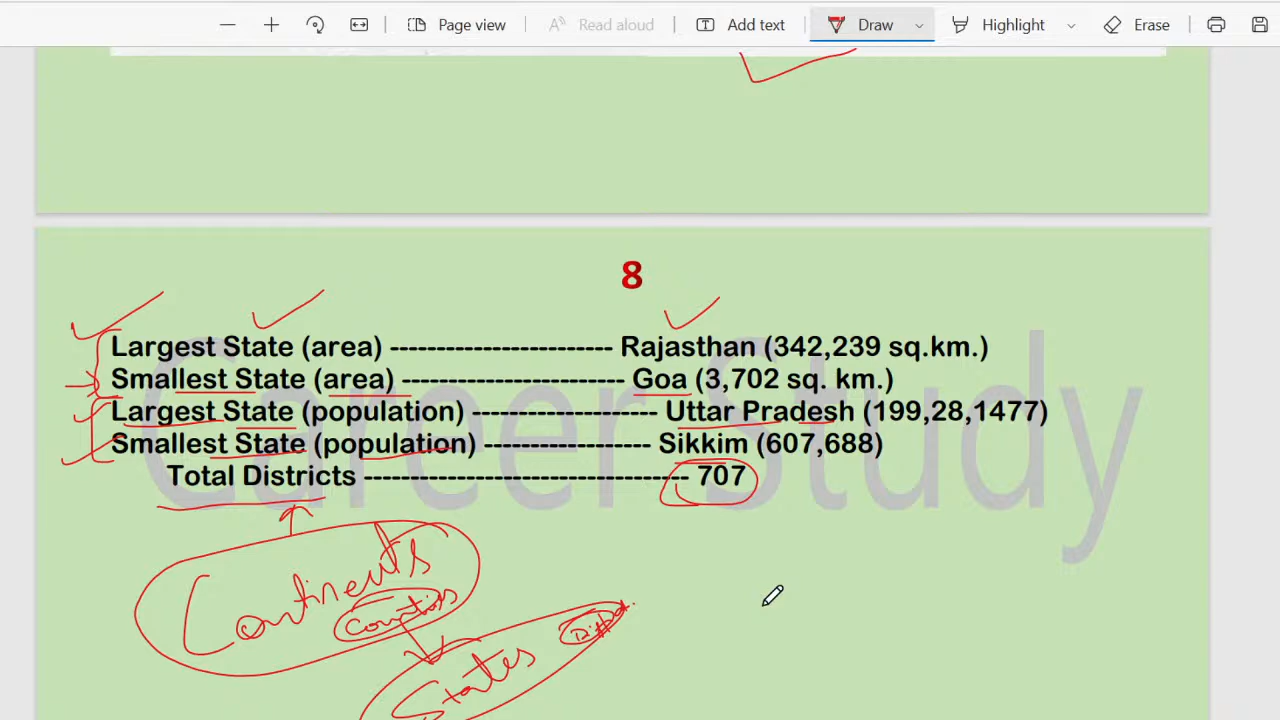 Page view
Read aloud
Add text
Draw
Highlight
Erase
8
Largest State (area) ------------------------ Rajasthan (342,239 sq.km.)
Smallest State (area) ------------------------ Goa (3,702 sq. km.)
Largest State (population) -------------------- Uttar Pradesh (199,28,1477)
Smallest State (population) ------------------ Sikkim (607,688)
Total Districts ----------------------------------- 707
Career Study
Continents
Countries
States